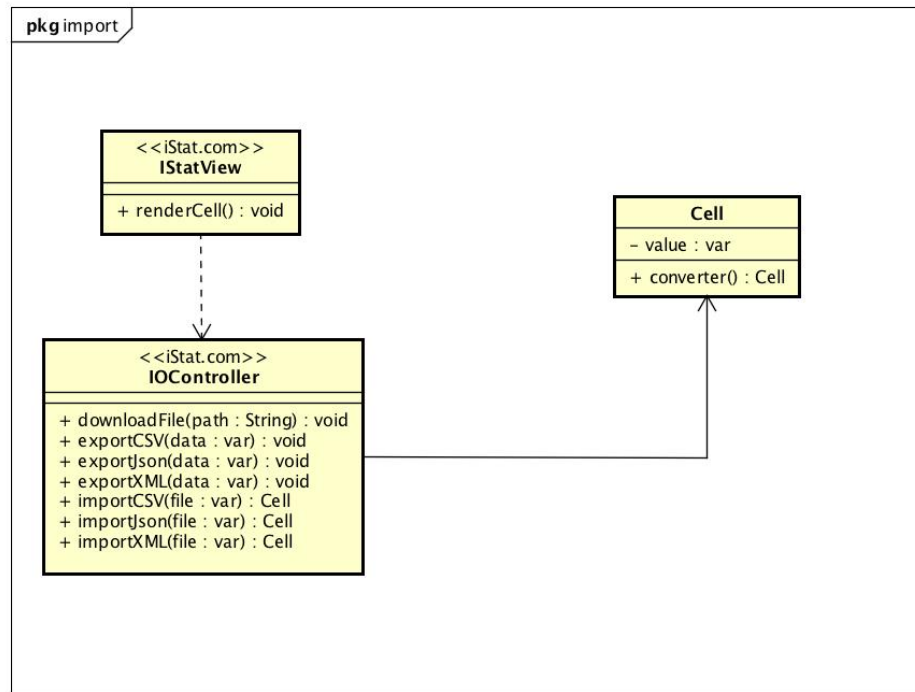 pkg import
<<iStat.com>>
IStatView
+ renderCell() : void
Cell
– value : var
+ converter() : Cell
<<iStat.com>>
IOController
+ downloadFile(path : String) : void
+ exportCSV(data : var) : void
+ exportJson(data : var) : void
+ exportXML(data : var) : void
+ importCSV(file : var) : Cell
+ importJson(file : var) : Cell
+ importXML(file : var) : Cell